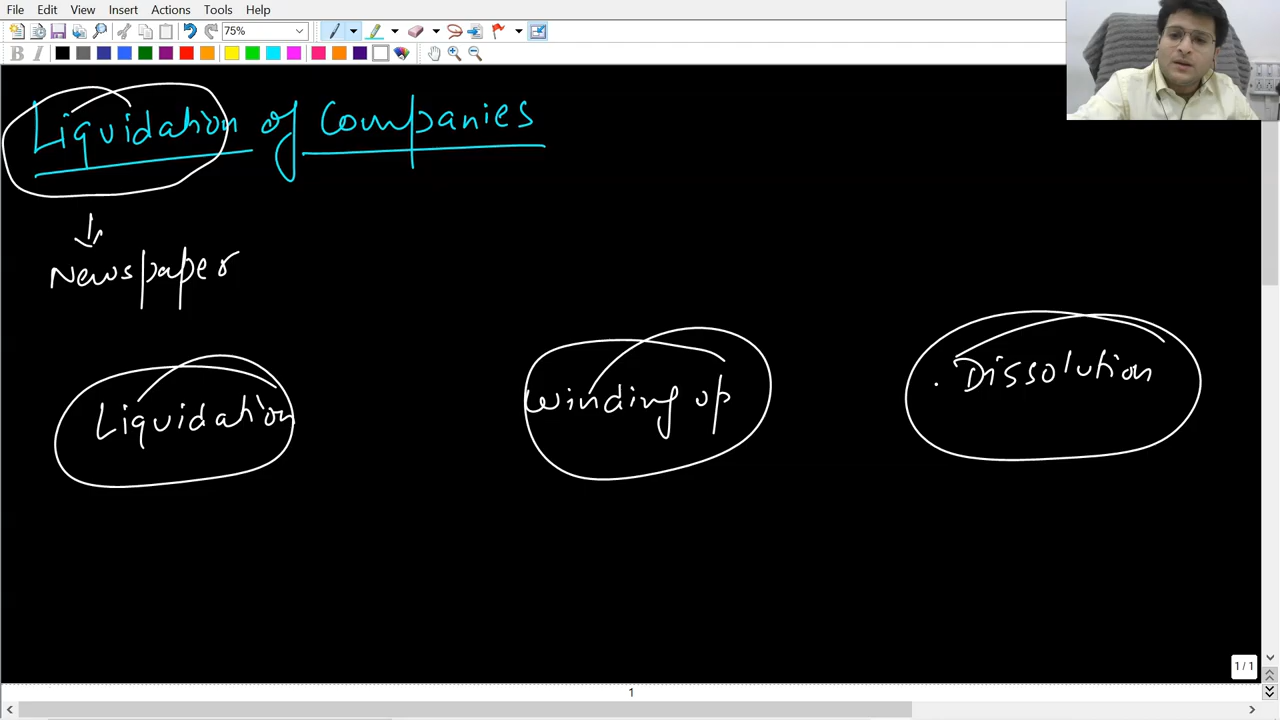 File Edit View Insert Actions Tools Help
75%
B I
Liquidation of Companies
Newspaper
Liquidation winding up Dissolution
1 / 1
1